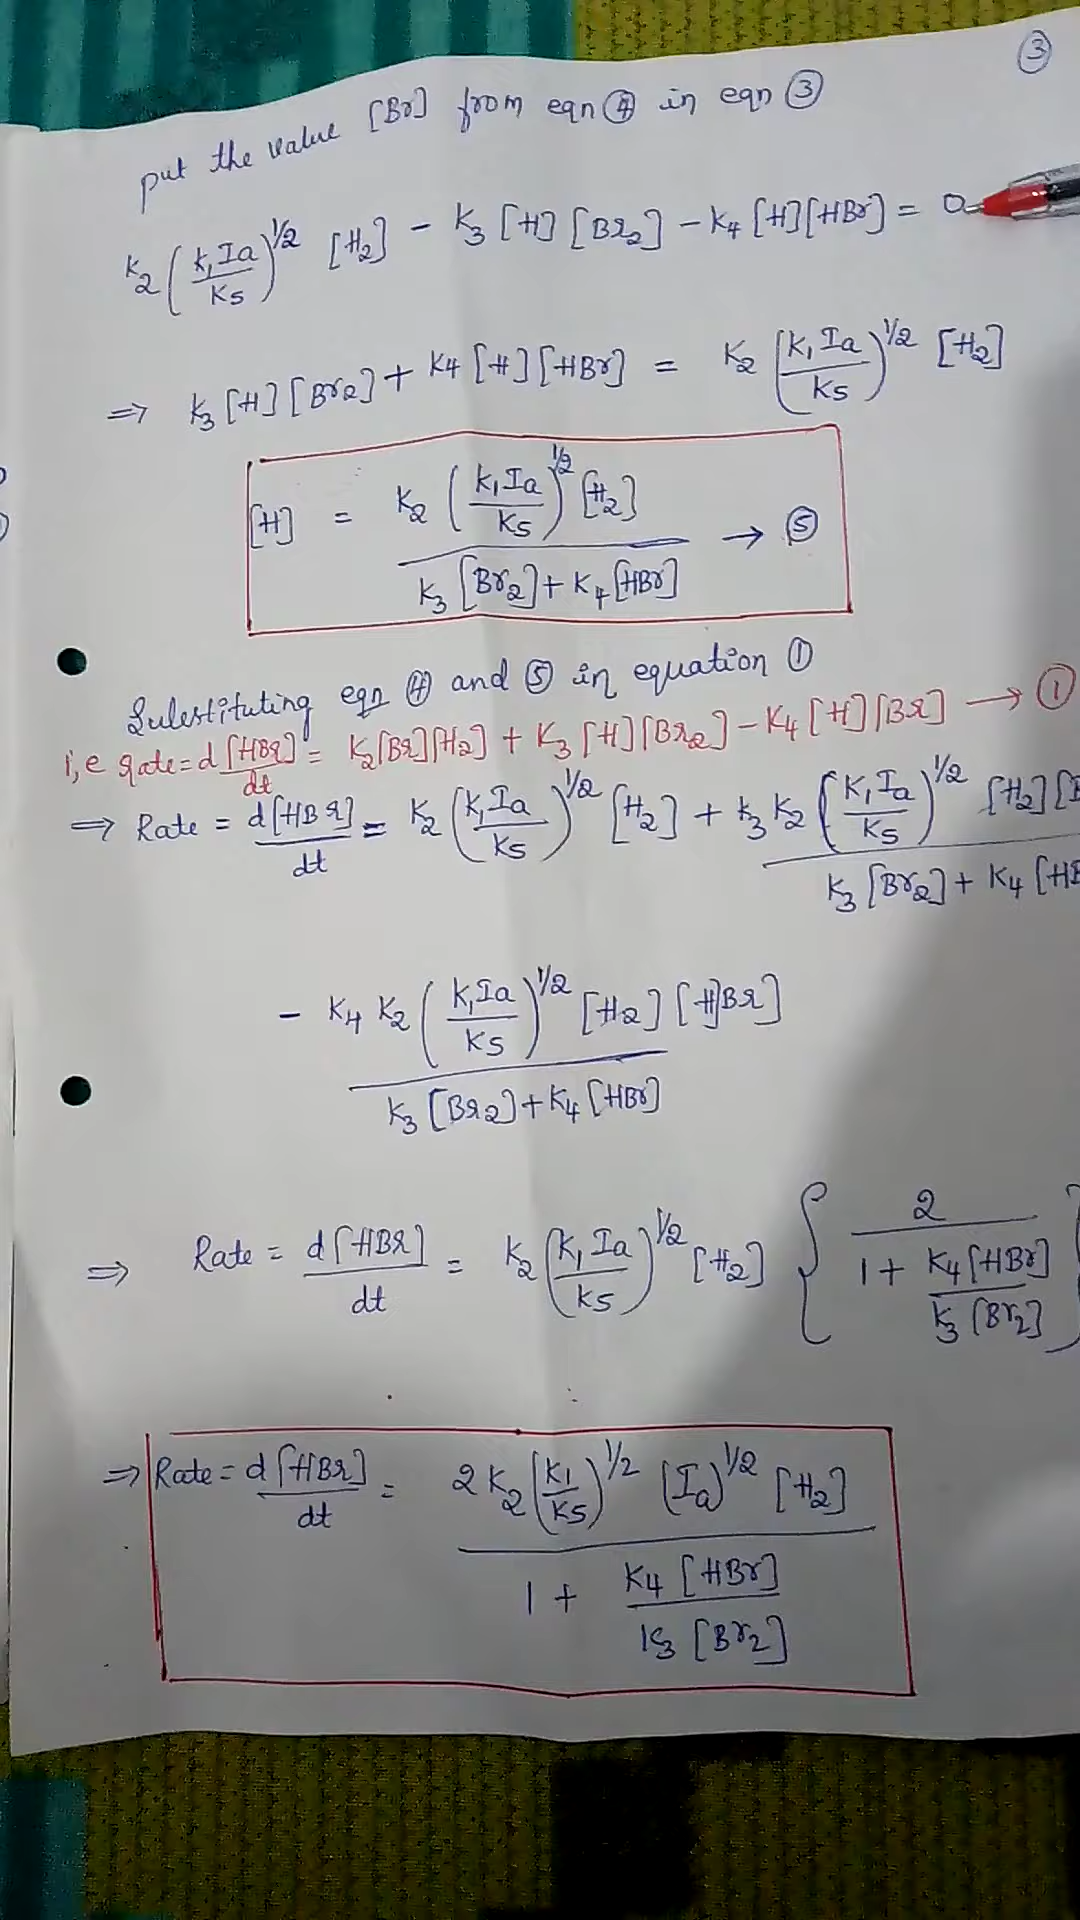 ③
put the value [Br] from eqn ④ in eqn ③
K₂ (k₁Ia/K₅)^1/2 [H₂] - K₃ [H] [Br₂] - K₄ [H][HBr] = 0
⇒ k₃ [H] [Br₂] + K₄ [H] [HBr] = K₂ (K₁Ia/K₅)^1/2 [H₂]
[H] = K₂ (k₁Ia/K₅)^1/2 [H₂] / k₃ [Br₂] + K₄ [HBr] → ⑤
Sulestituting eqn ④ and ⑤ in equation ①
i,e rate = d[HBr]/dt = K₂[Br][H₂] + K₃ [H] [Br₂] - K₄ [H] [Br] → ①
⇒ Rate = d[HBr]/dt = K₂ (K₁Ia/K₅)^1/2 [H₂] + k₃ K₂ (K₁Ia/K₅)^1/2 [H₂] [ / k₃ [Br₂] + K₄ [HB
- K₄ K₂ (K₁Ia/K₅)^1/2 [H₂] [HBr] / K₃ [Br₂] + K₄ [HBr]
⇒ Rate = d[HBr]/dt = K₂ (K₁Ia/K₅)^1/2 [H₂] { 2 / 1 + K₄ [HBr]/k₃ [Br₂] }
⇒ Rate = d[HBr]/dt = 2 K₂ (K₁/K₅)^1/2 (Ia)^1/2 [H₂] / 1 + K₄ [HBr]/K₃ [Br₂]